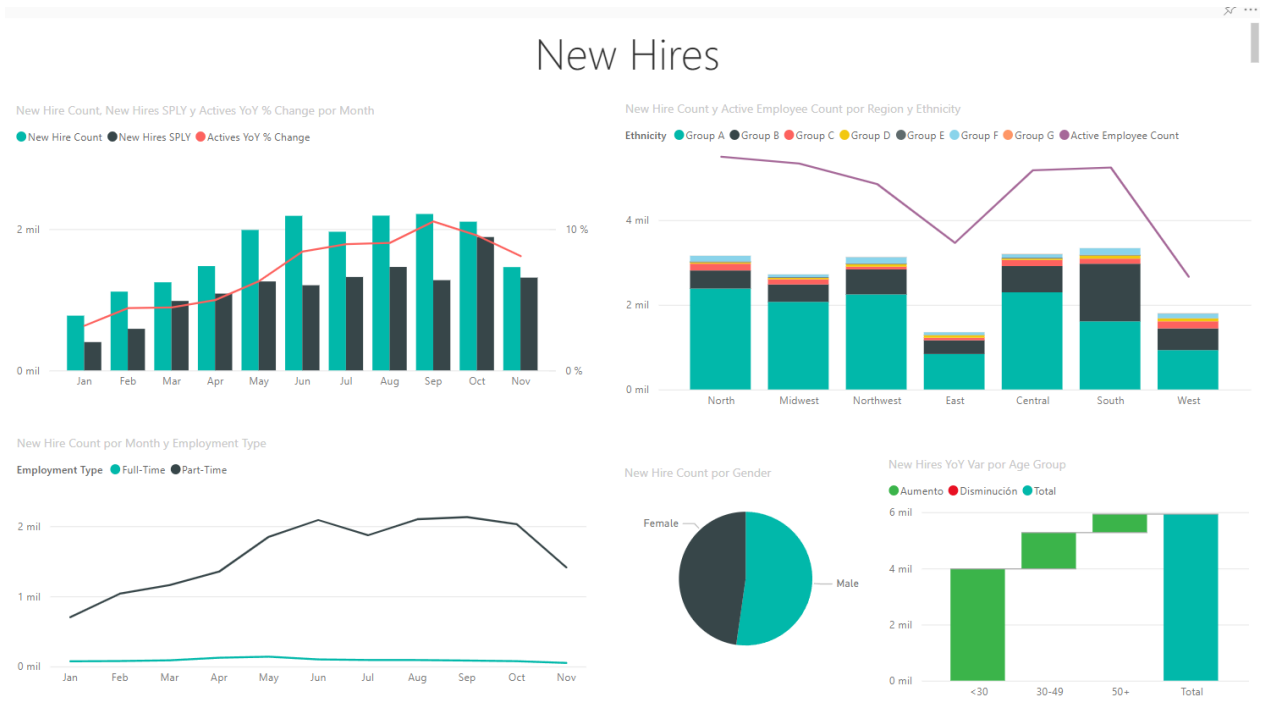 New Hires
New Hire Count, New Hires SPLY y Actives YoY % Change por Month
New Hire Count New Hires SPLY Actives YoY % Change
2 mil
10 %
0 mil
0 %
Jan Feb Mar Apr May Jun Jul Aug Sep Oct Nov
New Hire Count y Active Employee Count por Region y Ethnicity
Ethnicity Group A Group B Group C Group D Group E Group F Group G Active Employee Count
4 mil
2 mil
0 mil
North Midwest Northwest East Central South West
New Hire Count por Month y Employment Type
Employment Type Full-Time Part-Time
2 mil
1 mil
0 mil
Jan Feb Mar Apr May Jun Jul Aug Sep Oct Nov
New Hire Count por Gender
Female
Male
New Hires YoY Var por Age Group
Aumento Disminución Total
6 mil
4 mil
2 mil
0 mil
<30 30-49 50+ Total